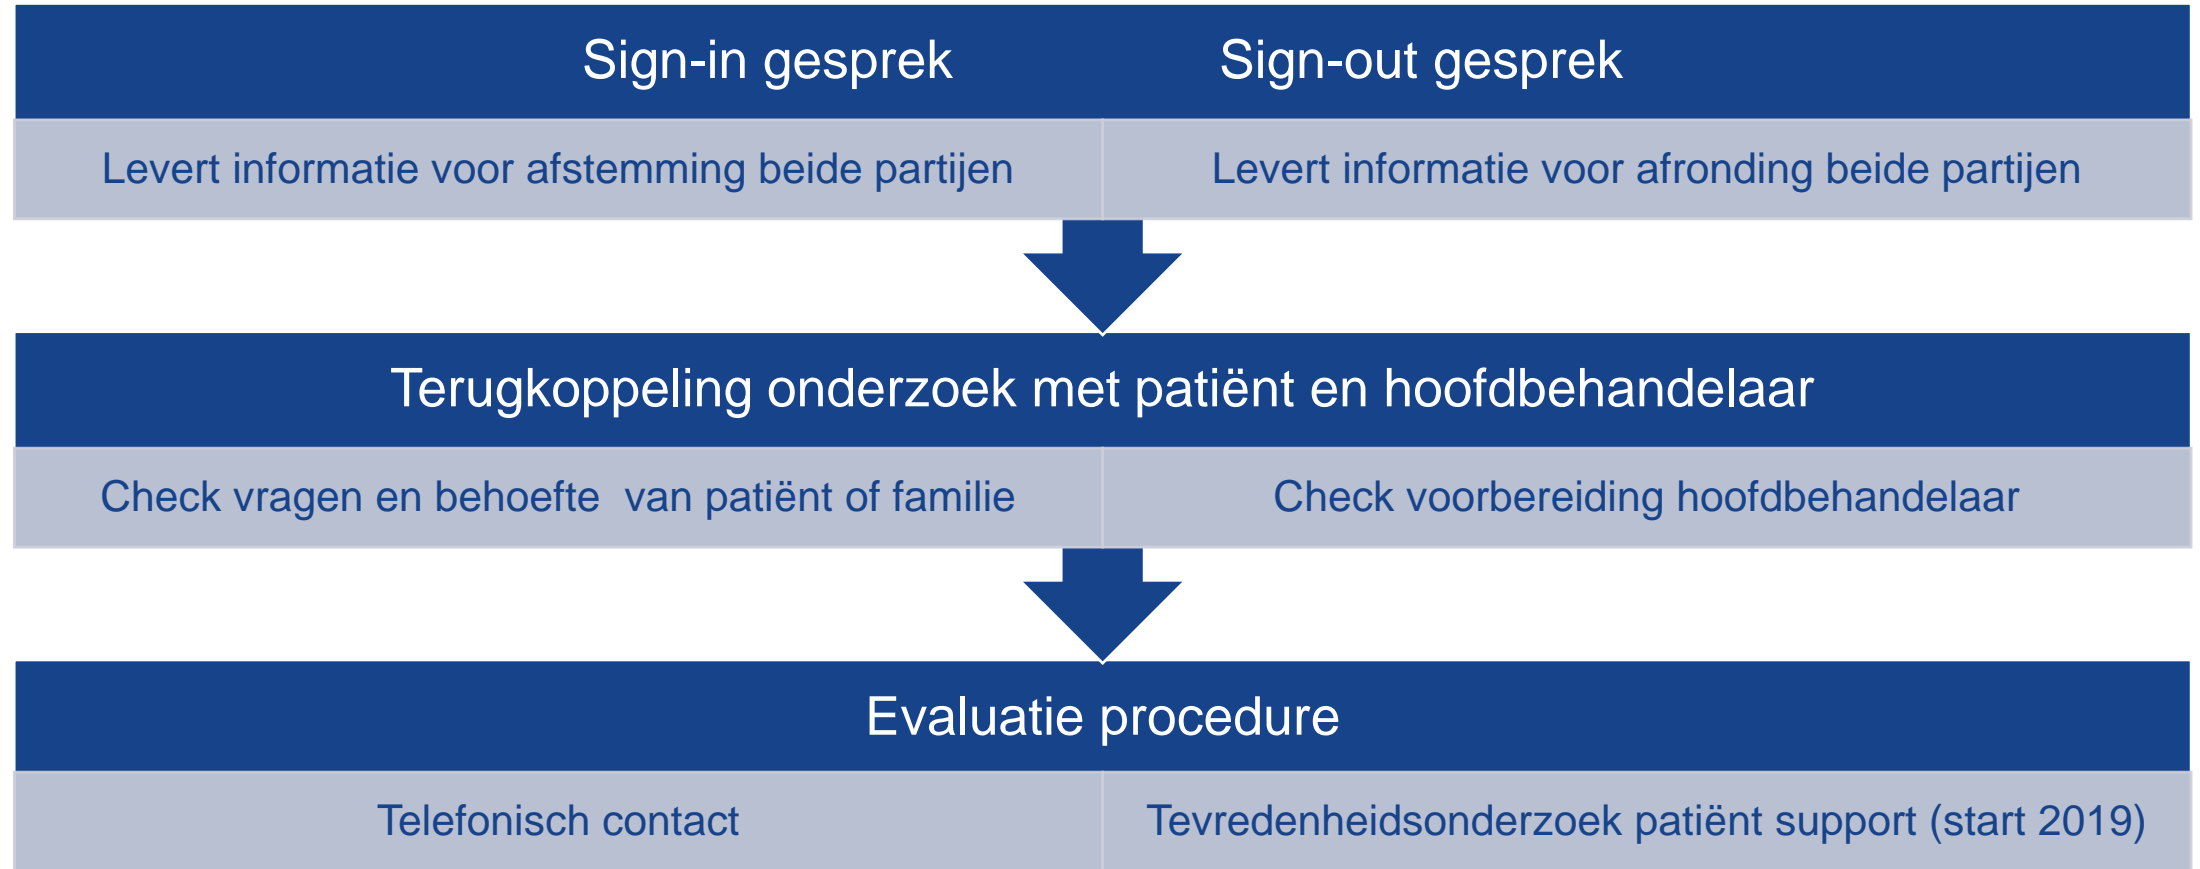 Sign-in gesprek Sign-out gesprek
Levert informatie voor afstemming beide partijen
Levert informatie voor afronding beide partijen
Terugkoppeling onderzoek met patiënt en hoofdbehandelaar
Check vragen en behoefte van patiënt of familie
Check voorbereiding hoofdbehandelaar
Evaluatie procedure
Telefonisch contact
Tevredenheidsonderzoek patiënt support (start 2019)